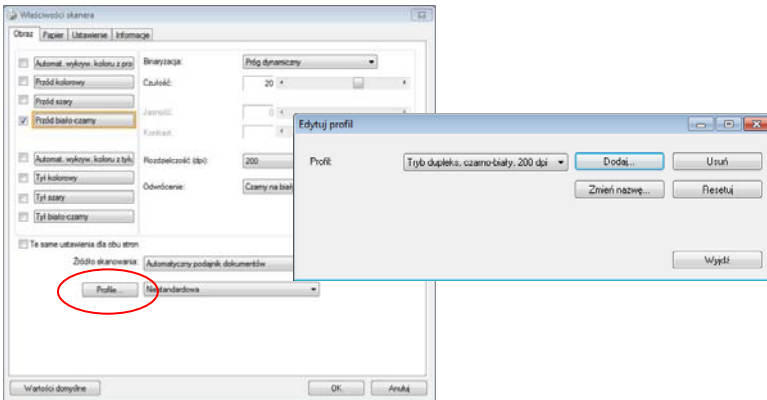 Właściwości skanera
Obraz Papier Ustawienie Informacje
Automat. wykryw. koloru z prz
Przód kolorowy
Przód szary
Przód biało-czarny
Automat. wykryw. koloru z tyłu
Tył kolorowy
Tył szary
Tył biało-czarny
Binaryzacja: Próg dynamiczny
Czułość: 20
Jasność: 0
Kontrast:
Rozdzielczość (dpi): 200
Odwrócenie: Czarny na biał
Te same ustawienia dla obu stron
Źródło skanowania: Automatyczny podajnik dokumentów
Profile... Niestandardowa
Wartości domyślne OK Anuluj
Edytuj profil
Profil: Tryb dupleks, czarno-biały, 200 dpi Dodaj... Usuń
Zmień nazwę... Resetuj
Wyjdź